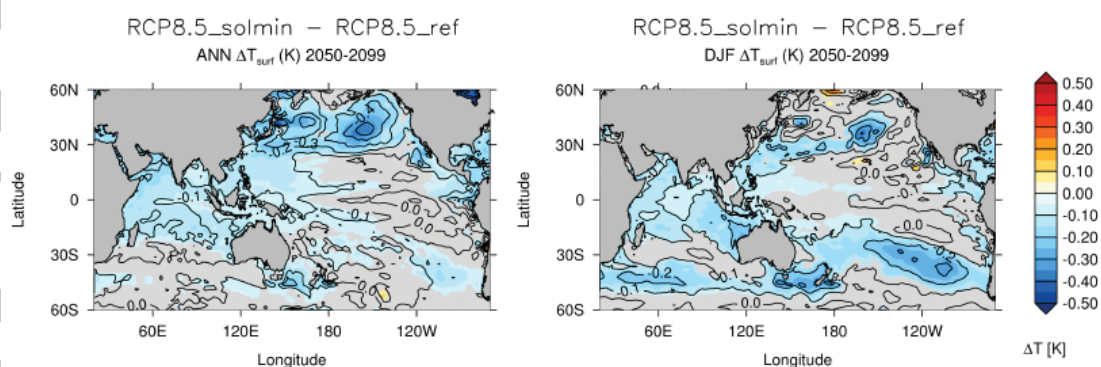 RCP8.5_solmin − RCP8.5_ref
ANN ΔTsurf (K) 2050-2099
60N
30N
0
30S
60S
Latitude
60E
120E
180
120W
Longitude
-0.3
-0.1
0.0
RCP8.5_solmin − RCP8.5_ref
DJF ΔTsurf (K) 2050-2099
60N
30N
0
30S
60S
Latitude
60E
120E
180
120W
Longitude
0.0
-0.2
0.0
0.50
0.40
0.30
0.20
0.10
0.00
-0.10
-0.20
-0.30
-0.40
-0.50
ΔT [K]